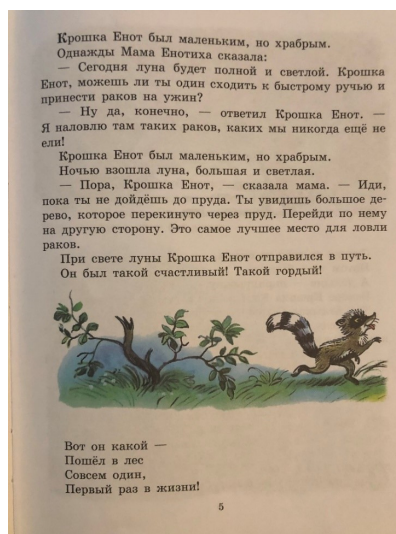 Крошка Енот был маленьким, но храбрым.
Однажды Мама Енотиха сказала:
— Сегодня луна будет полной и светлой. Крошка
Енот, можешь ли ты один сходить к быстрому ручью и
принести раков на ужин?
— Ну да, конечно, — ответил Крошка Енот. —
Я наловлю там таких раков, каких мы никогда ещё не
ели!
Крошка Енот был маленьким, но храбрым.
Ночью взошла луна, большая и светлая.
— Пора, Крошка Енот, — сказала мама. — Иди,
пока ты не дойдёшь до пруда. Ты увидишь большое де-
рево, которое перекинуто через пруд. Перейди по нему
на другую сторону. Это самое лучшее место для ловли
раков.
При свете луны Крошка Енот отправился в путь.
Он был такой счастливый! Такой гордый!
Вот он какой —
Пошёл в лес
Совсем один,
Первый раз в жизни!
5